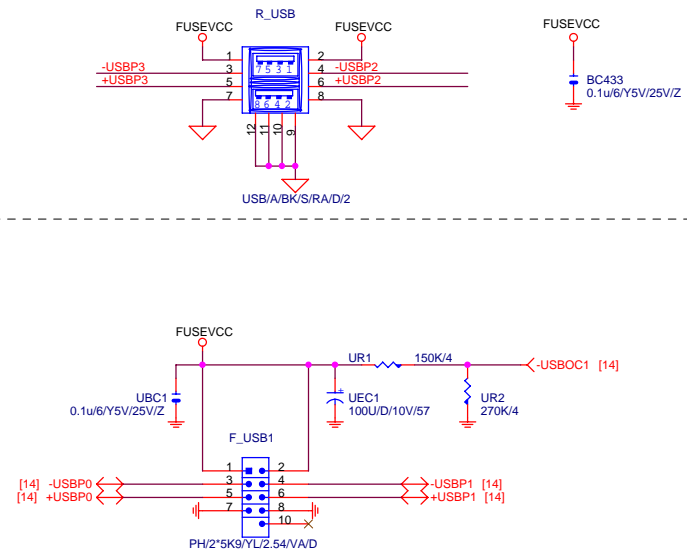 R_USB
FUSEVCC
FUSEVCC
FUSEVCC
1
2
-USBP3
3
4
-USBP2
+USBP3
5
6
+USBP2
7
8
7 5 3 1
8 6 4 2
BC433
0.1u/6/Y5V/25V/Z
12
11
10
9
USB/A/BK/S/RA/D/2
FUSEVCC
UR1
150K/4
-USBOC1 [14]
UBC1
0.1u/6/Y5V/25V/Z
+
UEC1
100U/D/10V/57
UR2
270K/4
F_USB1
1
2
[14] -USBP0
3
4
-USBP1 [14]
[14] +USBP0
5
6
+USBP1 [14]
7
8
10
PH/2*5K9/YL/2.54/VA/D